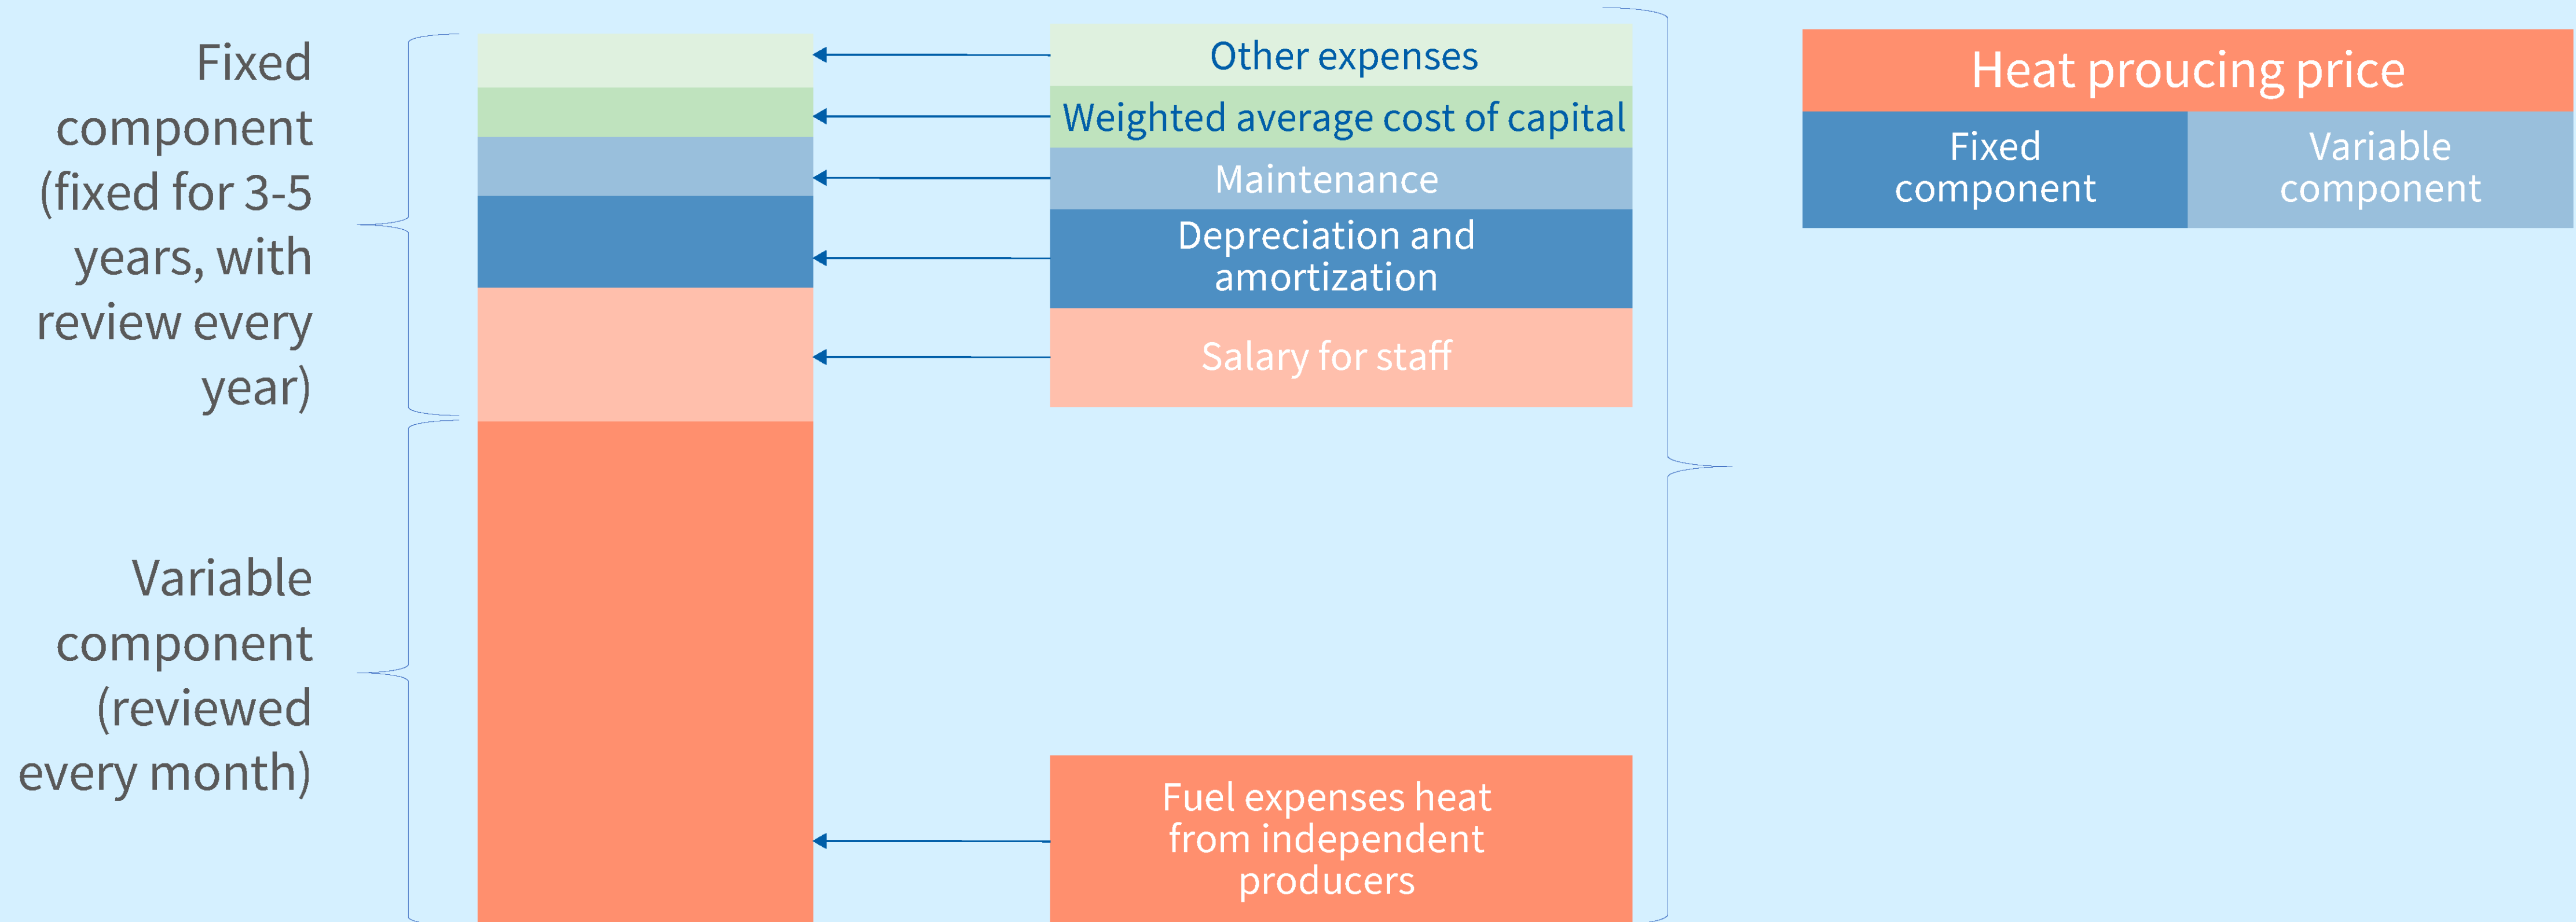 Fixed
component
(fixed for 3-5
years, with
review every
year)
Variable
component
(reviewed
every month)
Other expenses
Weighted average cost of capital
Maintenance
Depreciation and
amortization
Salary for staff
Fuel expenses heat
from independent
producers
Heat proucing price
Fixed
component
Variable
component